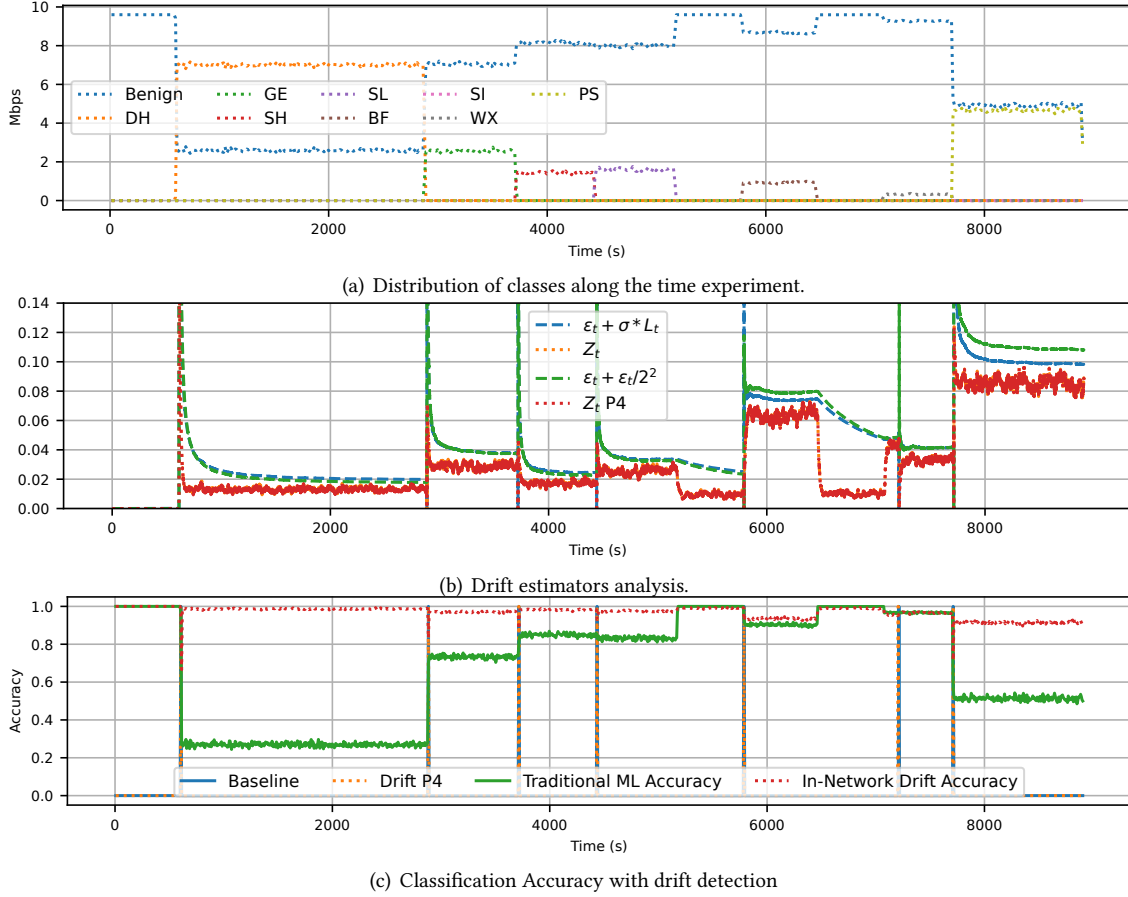 10
8
6
4
2
0
Mbps
Benign GE SL SI PS
DH SH BF WX
0 2000 4000 6000 8000
Time (s)
(a) Distribution of classes along the time experiment.
0.14
0.12
0.10
0.08
0.06
0.04
0.02
0.00
εt + σ* Lt
Zt
εt + εt/2²
Zt P4
0 2000 4000 6000 8000
Time (s)
(b) Drift estimators analysis.
1.0
0.8
0.6
0.4
0.2
0.0
Accuracy
Baseline Drift P4 Traditional ML Accuracy In-Network Drift Accuracy
0 2000 4000 6000 8000
Time (s)
(c) Classification Accuracy with drift detection